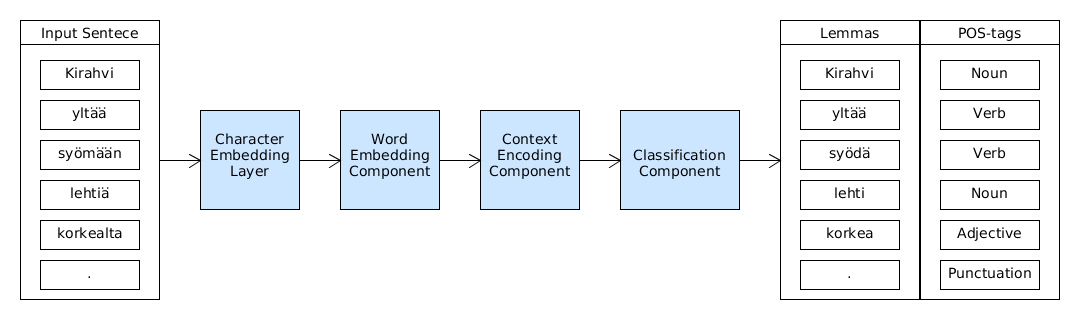 Input Sentece
Kirahvi
yltää
syömään
lehtiä
korkealta
.
Character
Embedding
Layer
Word
Embedding
Component
Context
Encoding
Component
Classification
Component
Lemmas
Kirahvi
yltää
syödä
lehti
korkea
.
POS-tags
Noun
Verb
Verb
Noun
Adjective
Punctuation